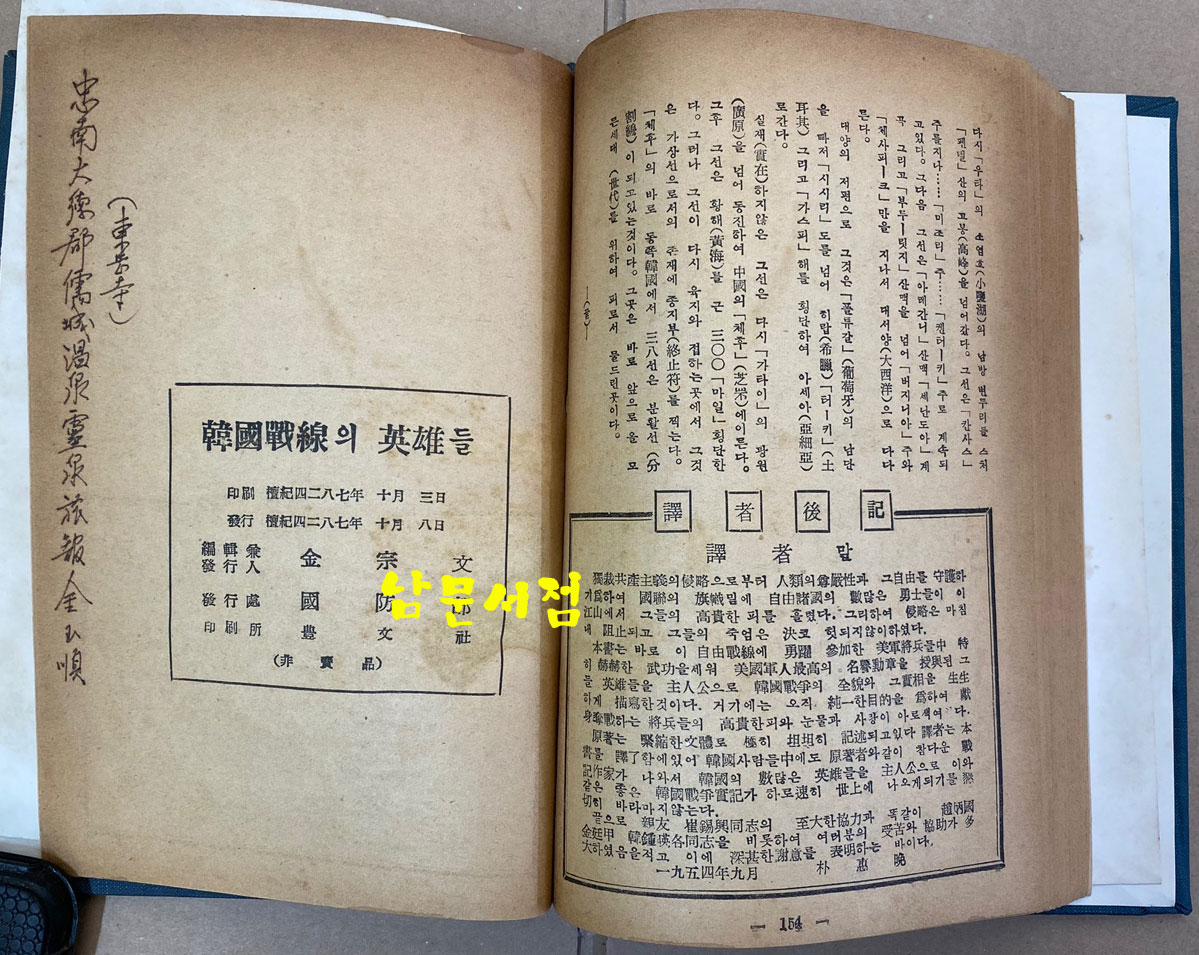 다시「우타」의 소염호(小鹽湖)의 남방 변두리를 스처
「펜델」산의 고봉(高峰)을 넘어갔다. 그선은「칸사스」
주를지나……「미조리」주……「켄터ー키」주로 계속되
고있다. 그다음 그선은「아메간니」산맥「세난도아」계
곡 그리고「부두ー릿지」산맥을 넘어「버지니아」주와
「체사피ー크」만을 지나서 대서양(大西洋)으로 다다
른다.
대양의 저편으로 그것은「폴튜갈」(葡萄牙)의 남단
을 따저「시시리」도를 넘어 히랍(希臘)「터ー키」(土
耳其) 그리고「가스피」해를 횡단하여 아세아(亞細亞)
로간다.
실재(實在)하지않은 그선은 다시「가타이」의 광원
(廣原)을 넘어 동진하여 中國의「체후」(芝罘)에이른다.
그후 그선은 황해(黃海)를 근 三〇〇「마일」횡단한
다. 그러나 그선이 다시 육지와 접하는곳에서 그것
은 가상선으로서의 존재에 종지부(終止符)를 찍는다.
「체후」의 바로 동쪽韓國에서 三八선은 분활선(分
割線)이 되고있는것이다. 그곳은 바로 앞으로올 모
든세대 (世代)를 위하여 피로서 물드린곳이다.
——(끝)——
譯者後記
譯者 말
獨裁共產主義의侵略으로부터 人類의尊嚴性과 그自由를 守護하
기爲하여 國聯의 旗幟밑에 自由諸國의 數많은 勇士들이 이
江山에서 그들의 高貴한 피를 흘렸다. 그리하여 侵略은 마침
내 阻止되고 그들의 죽엄은 決코 헛되지않이하였다.
本書는 바로 이 自由戰線에 勇躍 參加한 美軍將兵들中 特
히 赫赫한 武功을세워 美國軍人最高의 名譽勳章을 授與된 그
들 英雄들을 主人公으로 韓國戰爭의 全貌와 그實相을 生生
하게 描寫한것이다. 거기에는 오직 純一한目的을 爲하여 獻
身奮戰하는 將兵들의 高貴한피와 눈물과 사랑이 아로색여 다.
原著는 緊縮한文體로 極히 坦坦히 記述되고있다 譯者는 本
書를 譯了함에있어 韓國사람들中에도 原著者와같이 참다운 戰
記作家가 나와서 韓國의 數많은 英雄들을 主人公으로 이와
같은 좋은 韓國戰爭實記가 하로速히 世上에 나오게되기를 懇
切히 바라마지않는다.
끝으로 親友 崔錫興同志의 至大한協力과 똑같이 趙炳國
金廷甲 韓鍾暎各同志를 비롯하여 여러분의 受苦와 協助가 多
大하였음을적고 이에 深甚한謝意를 表明하는 바이다.
一九五四年九月 朴惠晚
— 154 —
韓國戰線의 英雄들
印刷 檀紀四二八七年 十月 三日
發行 檀紀四二八七年 十月 八日
編輯兼發行人 金宗文
發行處 國防部
印刷所 豊文社
(非賣品)
남문서점
(東岽寺)
忠南大德郡儒城溫泉靈泉旅館金玉順